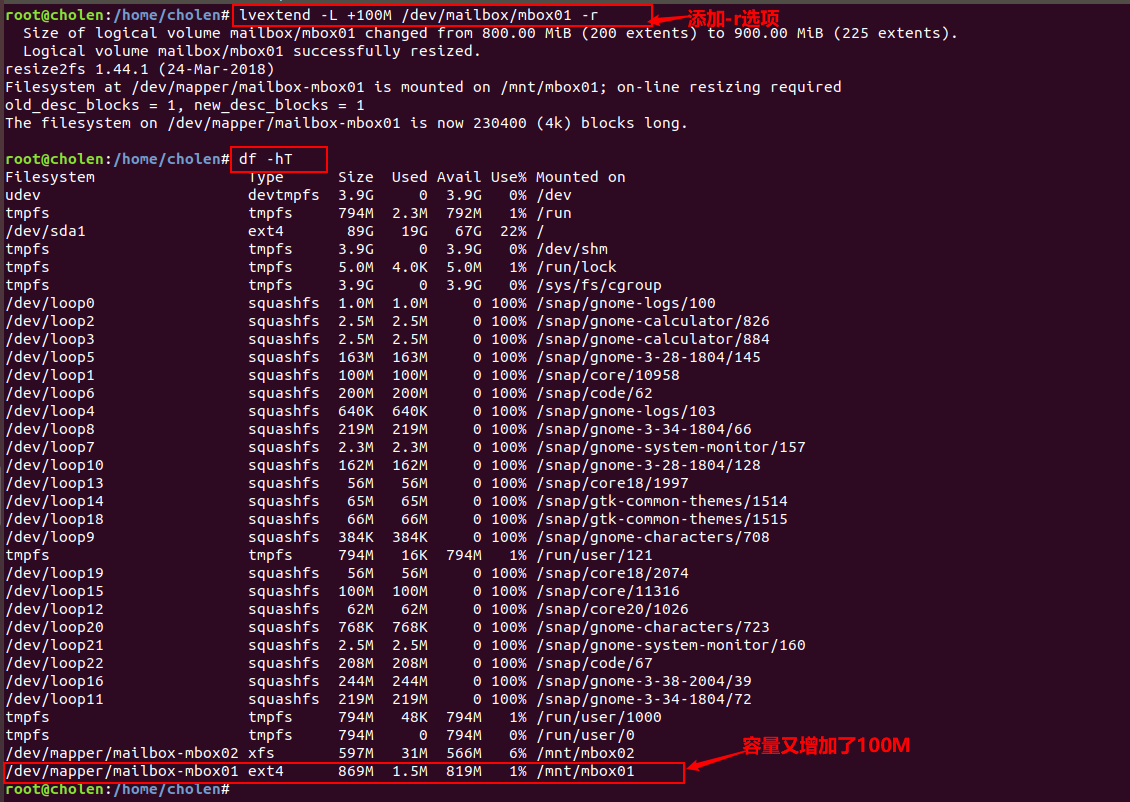 root@cholen:/home/cholen# lvextend -L +100M /dev/mailbox/mbox01 -r 添加-r选项
Size of logical volume mailbox/mbox01 changed from 800.00 MiB (200 extents) to 900.00 MiB (225 extents).
Logical volume mailbox/mbox01 successfully resized.
resize2fs 1.44.1 (24-Mar-2018)
Filesystem at /dev/mapper/mailbox-mbox01 is mounted on /mnt/mbox01; on-line resizing required
old_desc_blocks = 1, new_desc_blocks = 1
The filesystem on /dev/mapper/mailbox-mbox01 is now 230400 (4k) blocks long.
root@cholen:/home/cholen# df -hT
Filesystem Type Size Used Avail Use% Mounted on
udev devtmpfs 3.9G 0 3.9G 0% /dev
tmpfs tmpfs 794M 2.3M 792M 1% /run
/dev/sda1 ext4 89G 19G 67G 22% /
tmpfs tmpfs 3.9G 0 3.9G 0% /dev/shm
tmpfs tmpfs 5.0M 4.0K 5.0M 1% /run/lock
tmpfs tmpfs 3.9G 0 3.9G 0% /sys/fs/cgroup
/dev/loop0 squashfs 1.0M 1.0M 0 100% /snap/gnome-logs/100
/dev/loop2 squashfs 2.5M 2.5M 0 100% /snap/gnome-calculator/826
/dev/loop3 squashfs 2.5M 2.5M 0 100% /snap/gnome-calculator/884
/dev/loop5 squashfs 163M 163M 0 100% /snap/gnome-3-28-1804/145
/dev/loop1 squashfs 100M 100M 0 100% /snap/core/10958
/dev/loop6 squashfs 200M 200M 0 100% /snap/code/62
/dev/loop4 squashfs 640K 640K 0 100% /snap/gnome-logs/103
/dev/loop8 squashfs 219M 219M 0 100% /snap/gnome-3-34-1804/66
/dev/loop7 squashfs 2.3M 2.3M 0 100% /snap/gnome-system-monitor/157
/dev/loop10 squashfs 162M 162M 0 100% /snap/gnome-3-28-1804/128
/dev/loop13 squashfs 56M 56M 0 100% /snap/core18/1997
/dev/loop14 squashfs 65M 65M 0 100% /snap/gtk-common-themes/1514
/dev/loop18 squashfs 66M 66M 0 100% /snap/gtk-common-themes/1515
/dev/loop9 squashfs 384K 384K 0 100% /snap/gnome-characters/708
tmpfs tmpfs 794M 16K 794M 1% /run/user/121
/dev/loop19 squashfs 56M 56M 0 100% /snap/core18/2074
/dev/loop15 squashfs 100M 100M 0 100% /snap/core/11316
/dev/loop12 squashfs 62M 62M 0 100% /snap/core20/1026
/dev/loop20 squashfs 768K 768K 0 100% /snap/gnome-characters/723
/dev/loop21 squashfs 2.5M 2.5M 0 100% /snap/gnome-system-monitor/160
/dev/loop22 squashfs 208M 208M 0 100% /snap/code/67
/dev/loop16 squashfs 244M 244M 0 100% /snap/gnome-3-38-2004/39
/dev/loop11 squashfs 219M 219M 0 100% /snap/gnome-3-34-1804/72
tmpfs tmpfs 794M 48K 794M 1% /run/user/1000
tmpfs tmpfs 794M 0 794M 0% /run/user/0
/dev/mapper/mailbox-mbox02 xfs 597M 31M 566M 6% /mnt/mbox02 容量又增加了100M
/dev/mapper/mailbox-mbox01 ext4 869M 1.5M 819M 1% /mnt/mbox01
root@cholen:/home/cholen#